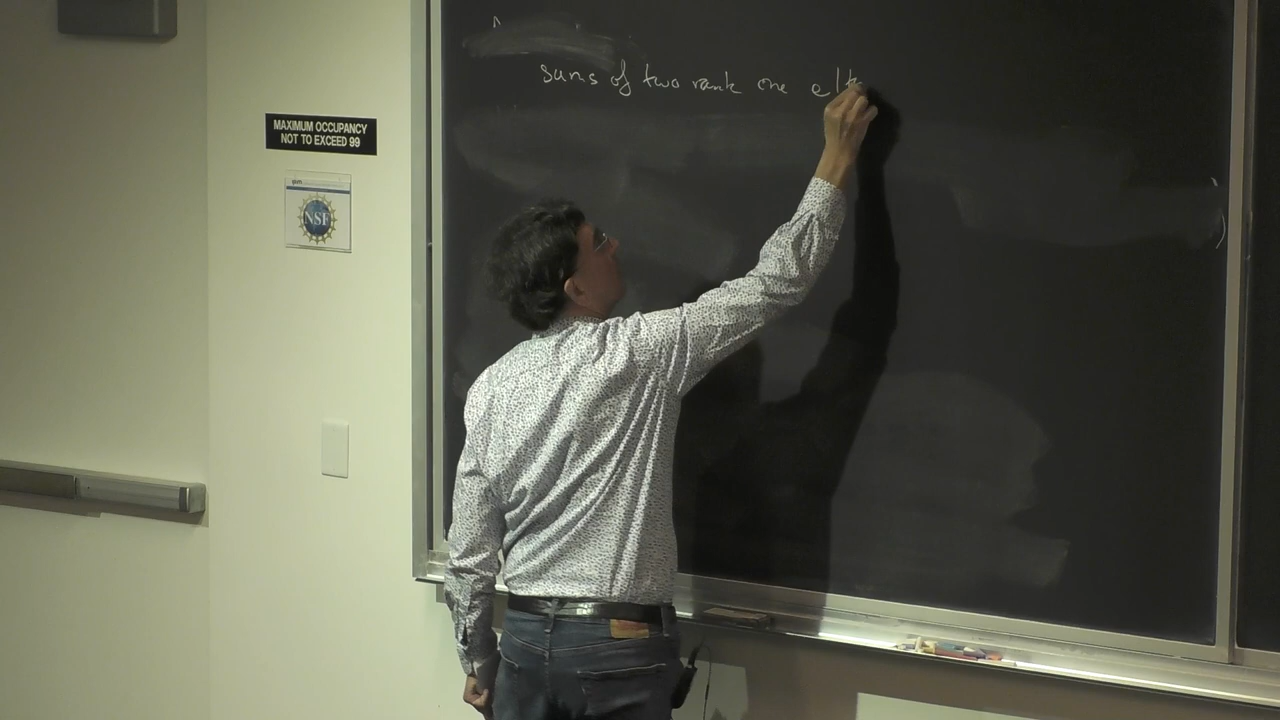 sums of two rank one elts
MAXIMUM OCCUPANCY
NOT TO EXCEED 99
NSF